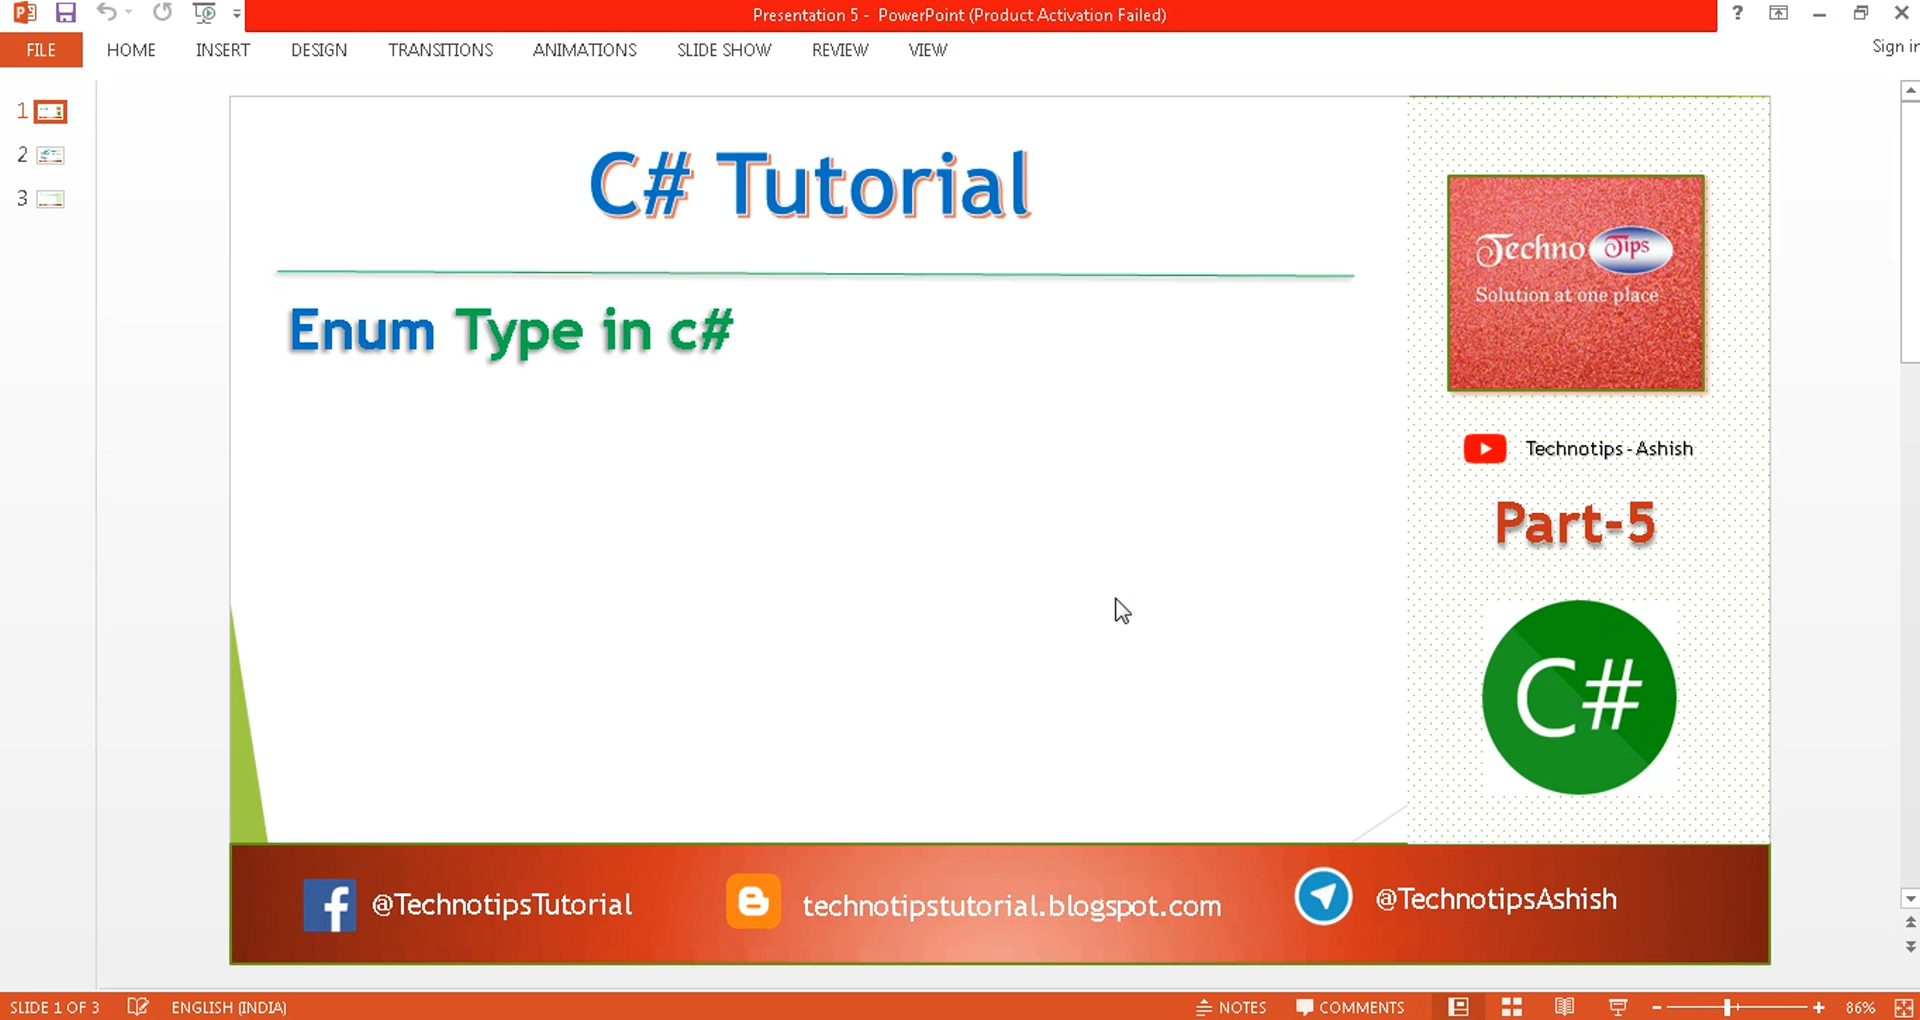 Presentation 5 - PowerPoint (Product Activation Failed)
?
FILE HOME INSERT DESIGN TRANSITIONS ANIMATIONS SLIDE SHOW REVIEW VIEW
Sign in
1
2
3
C# Tutorial
Enum Type in c#
Techno Tips
Solution at one place
Technotips - Ashish
Part-5
C#
@TechnotipsTutorial
technotipstutorial.blogspot.com
@TechnotipsAshish
SLIDE 1 OF 3 ENGLISH (INDIA) NOTES COMMENTS 86%